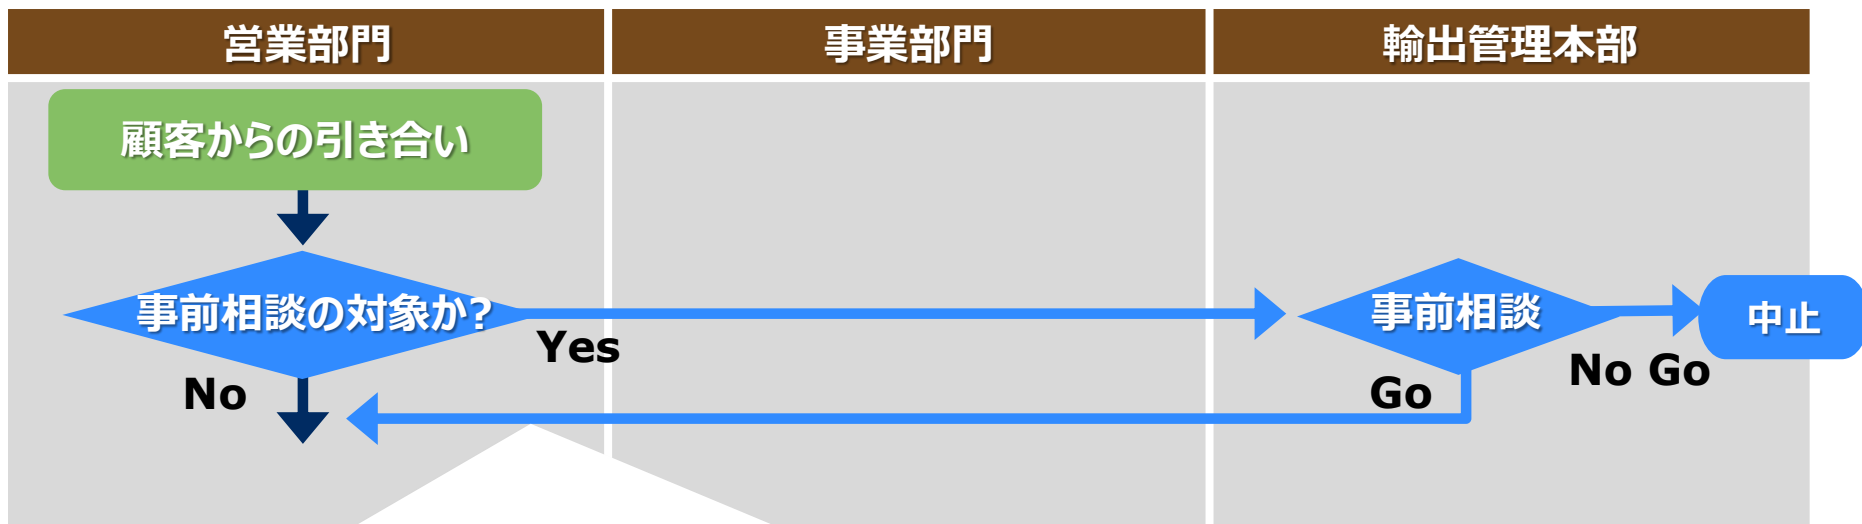 営業部門
事業部門
輸出管理本部
顧客からの引き合い
事前相談の対象か?
事前相談
中止
Yes
No Go
No
Go